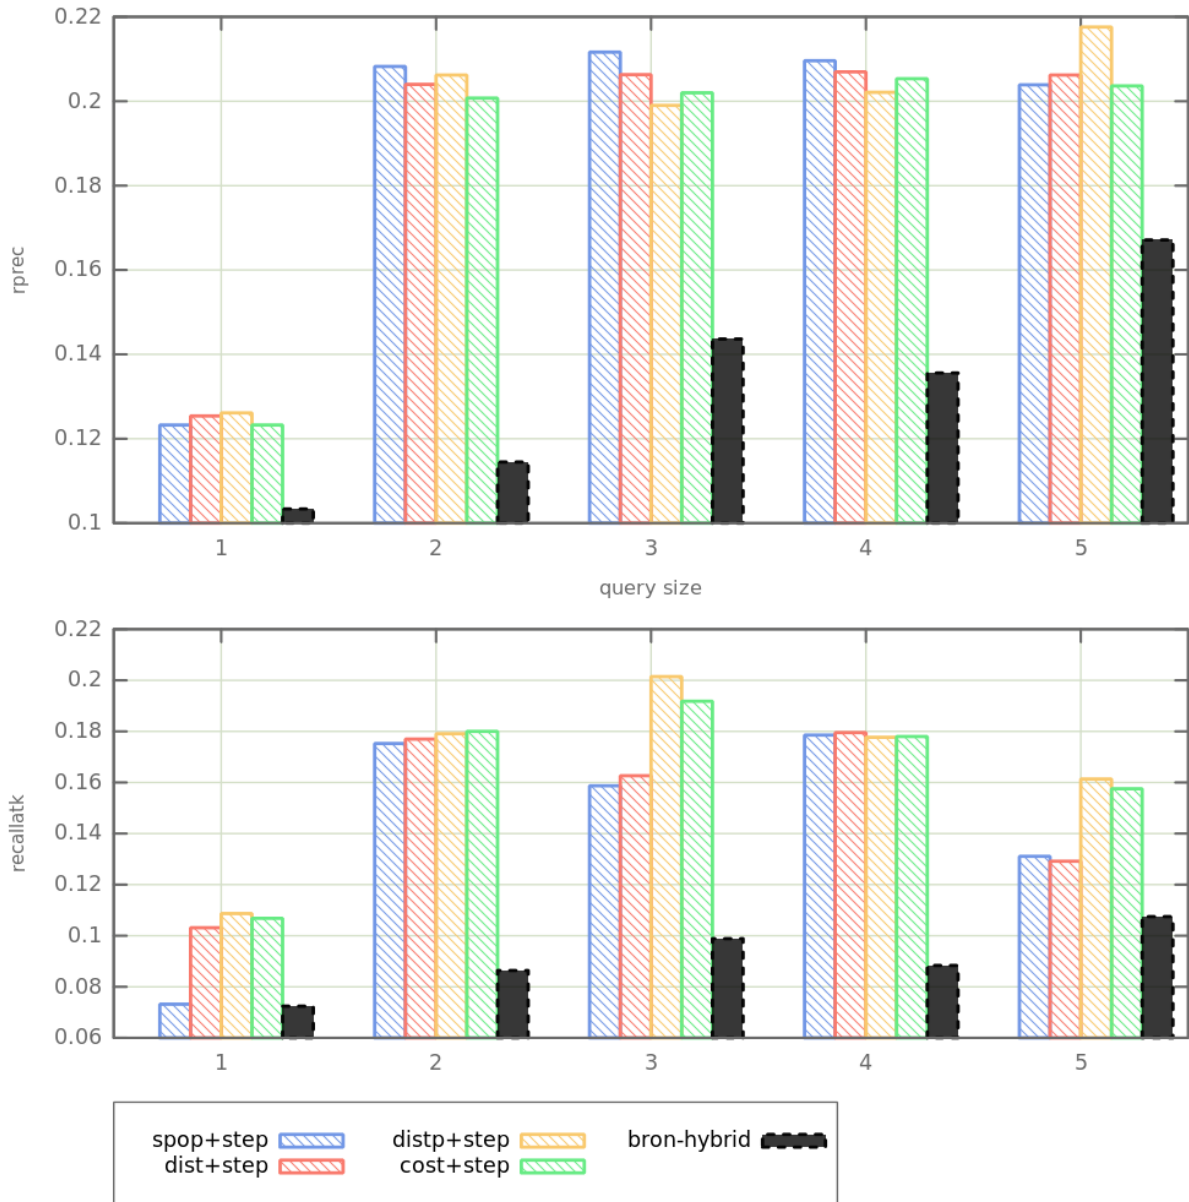 0.22
0.2
0.18
0.16
0.14
0.12
0.1
rprec
1 2 3 4 5
query size
0.22
0.2
0.18
0.16
0.14
0.12
0.1
0.08
0.06
recallatk
1 2 3 4 5
spop+step distp+step bron-hybrid
dist+step cost+step